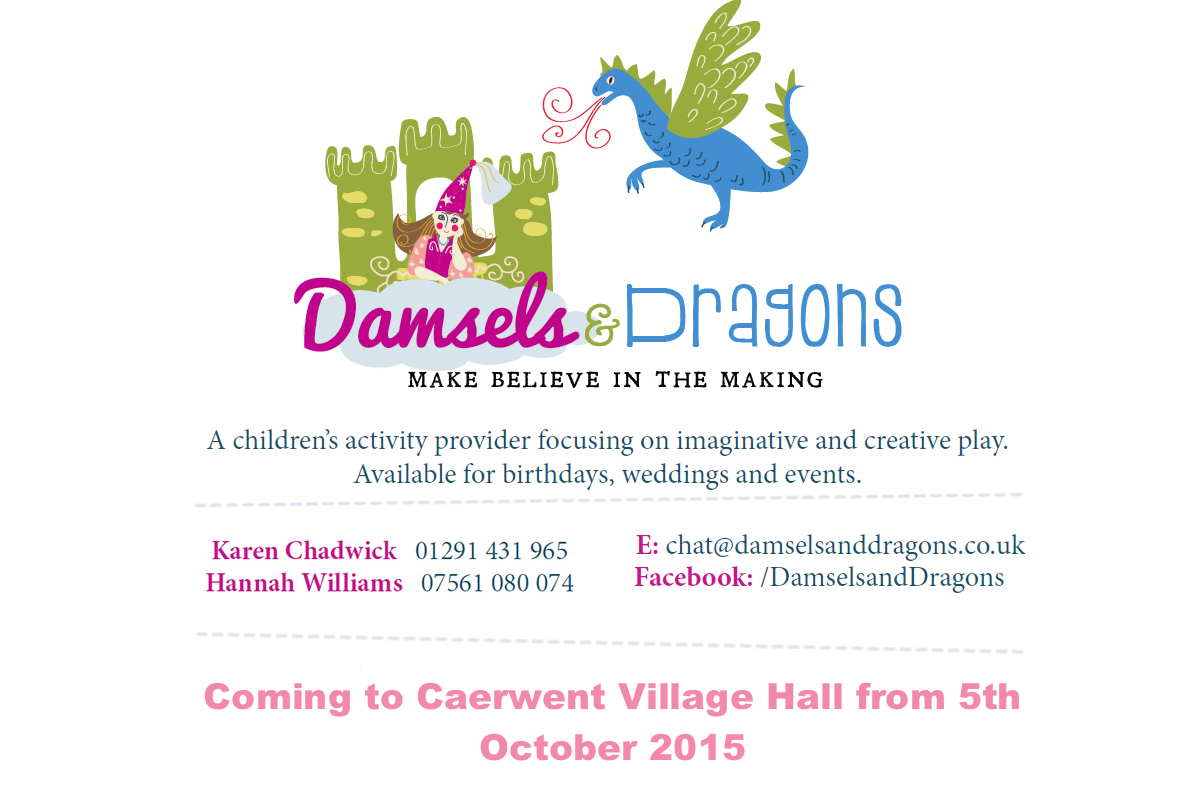 Damsels & Dragons
MAKE BELIEVE IN THE MAKING
A children's activity provider focusing on imaginative and creative play.
Available for birthdays, weddings and events.
Karen Chadwick 01291 431 965
Hannah Williams 07561 080 074
E: chat@damselsanddragons.co.uk
Facebook: /DamselsandDragons
Coming to Caerwent Village Hall from 5th
October 2015